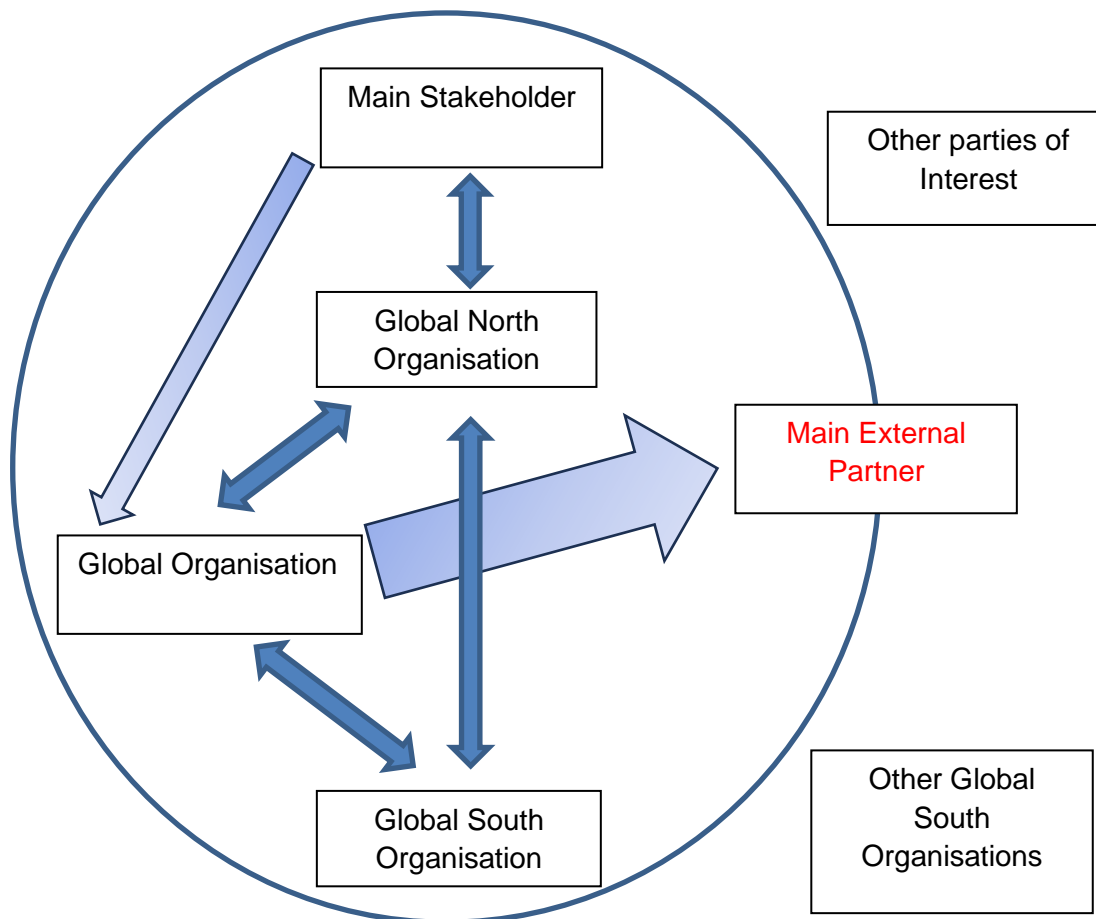 Main Stakeholder
Other parties of
Interest
Global North
Organisation
Main External
Partner
Global Organisation
Global South
Organisation
Other Global
South
Organisations